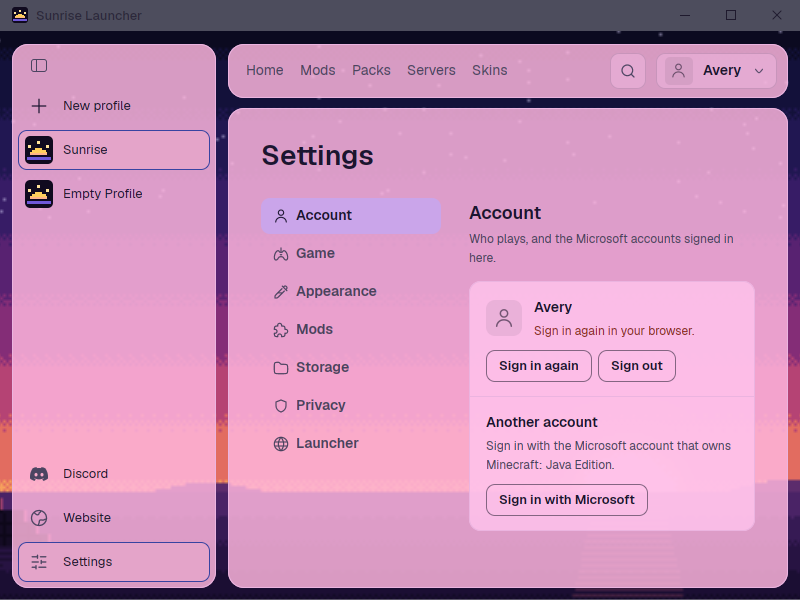 Sunrise Launcher
New profile
Sunrise
Empty Profile
Discord
Website
Settings
Home Mods Packs Servers Skins
Avery
Settings
Account
Game
Appearance
Mods
Storage
Privacy
Launcher
Account
Who plays, and the Microsoft accounts signed in
here.
Avery
Sign in again in your browser.
Sign in again Sign out
Another account
Sign in with the Microsoft account that owns
Minecraft: Java Edition.
Sign in with Microsoft